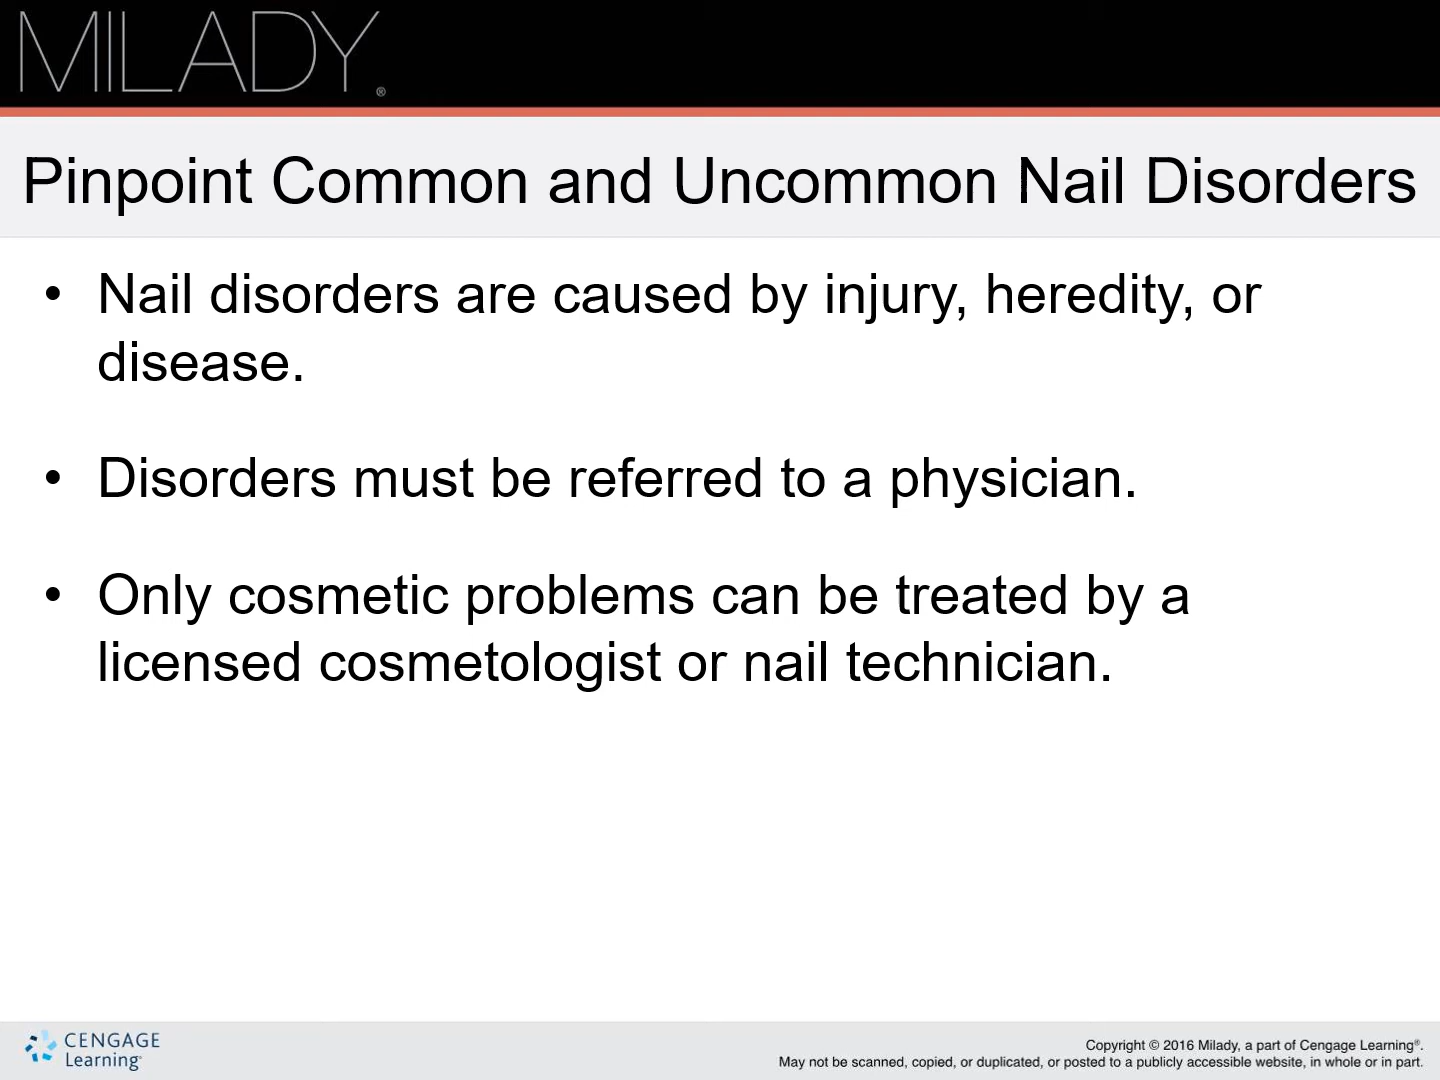 MILADY®
Pinpoint Common and Uncommon Nail Disorders
• Nail disorders are caused by injury, heredity, or
disease.
• Disorders must be referred to a physician.
• Only cosmetic problems can be treated by a
licensed cosmetologist or nail technician.
CENGAGE
Learning®
Copyright © 2016 Milady, a part of Cengage Learning®.
May not be scanned, copied, or duplicated, or posted to a publicly accessible website, in whole or in part.